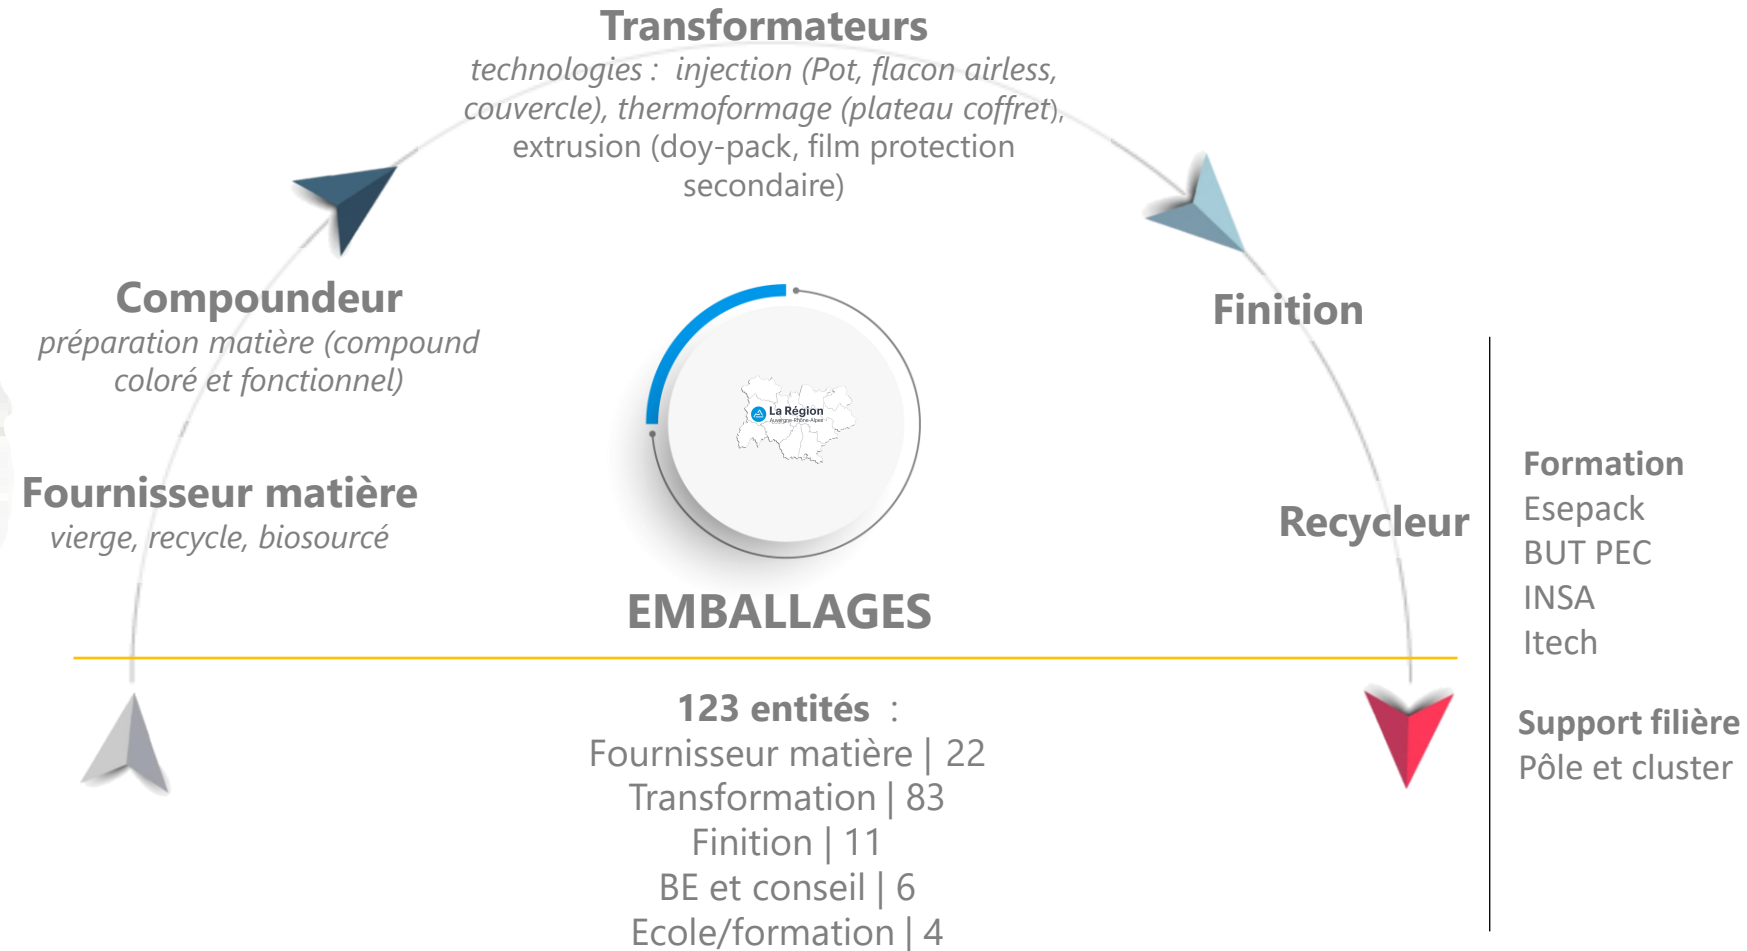 Transformateurs
technologies : injection (Pot, flacon airless,
couvercle), thermoformage (plateau coffret),
extrusion (doy-pack, film protection
secondaire)
Compoundeur
préparation matière (compound
coloré et fonctionnel)
Fournisseur matière
vierge, recycle, biosourcé
Finition
Recycleur
La Région
Auvergne-Rhône-Alpes
EMBALLAGES
123 entités :
Fournisseur matière | 22
Transformation | 83
Finition | 11
BE et conseil | 6
Ecole/formation | 4
Formation
Esepack
BUT PEC
INSA
Itech
Support filière
Pôle et cluster